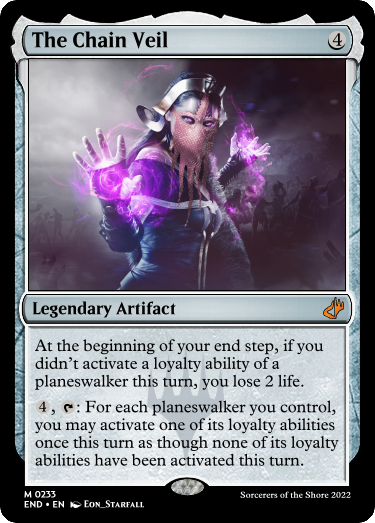 The Chain Veil 4
Legendary Artifact
At the beginning of your end step, if you
didn't activate a loyalty ability of a
planeswalker this turn, you lose 2 life.
4, : For each planeswalker you control,
you may activate one of its loyalty abilities
once this turn as though none of its loyalty
abilities have been activated this turn.
M 0233
END • EN Eon_Starfall
Sorcerers of the Shore 2022